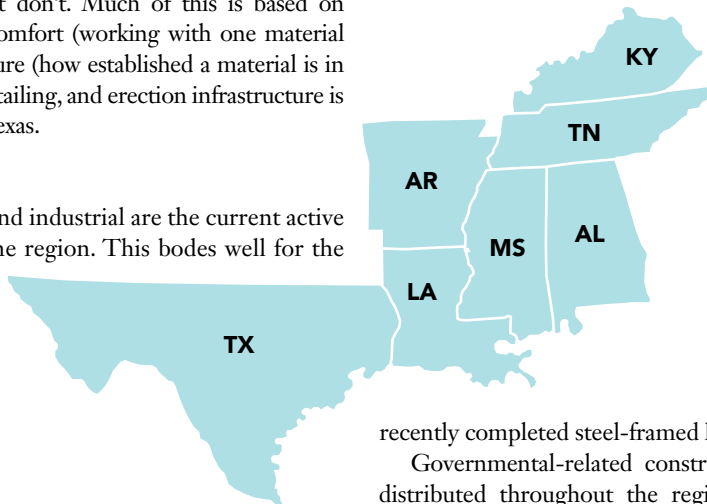 t don't. Much of this is based on
omfort (working with one material
ure (how established a material is in
tailing, and erection infrastructure is
exas.
nd industrial are the current active
ne region. This bodes well for the
KY
TN
AR
MS
AL
LA
TX
recently completed steel-framed
Governmental-related constr
distributed throughout the regi